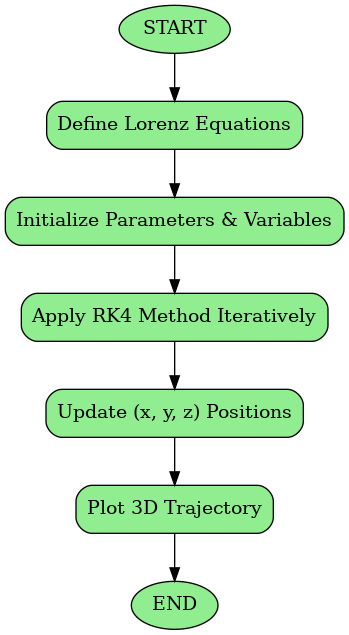 START
Define Lorenz Equations
Initialize Parameters & Variables
Apply RK4 Method Iteratively
Update (x, y, z) Positions
Plot 3D Trajectory
END